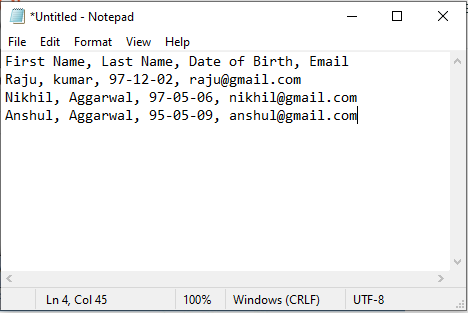 *Untitled - Notepad
File Edit Format View Help
First Name, Last Name, Date of Birth, Email
Raju, kumar, 97-12-02, raju@gmail.com
Nikhil, Aggarwal, 97-05-06, nikhil@gmail.com
Anshul, Aggarwal, 95-05-09, anshul@gmail.com
Ln 4, Col 45 100% Windows (CRLF) UTF-8